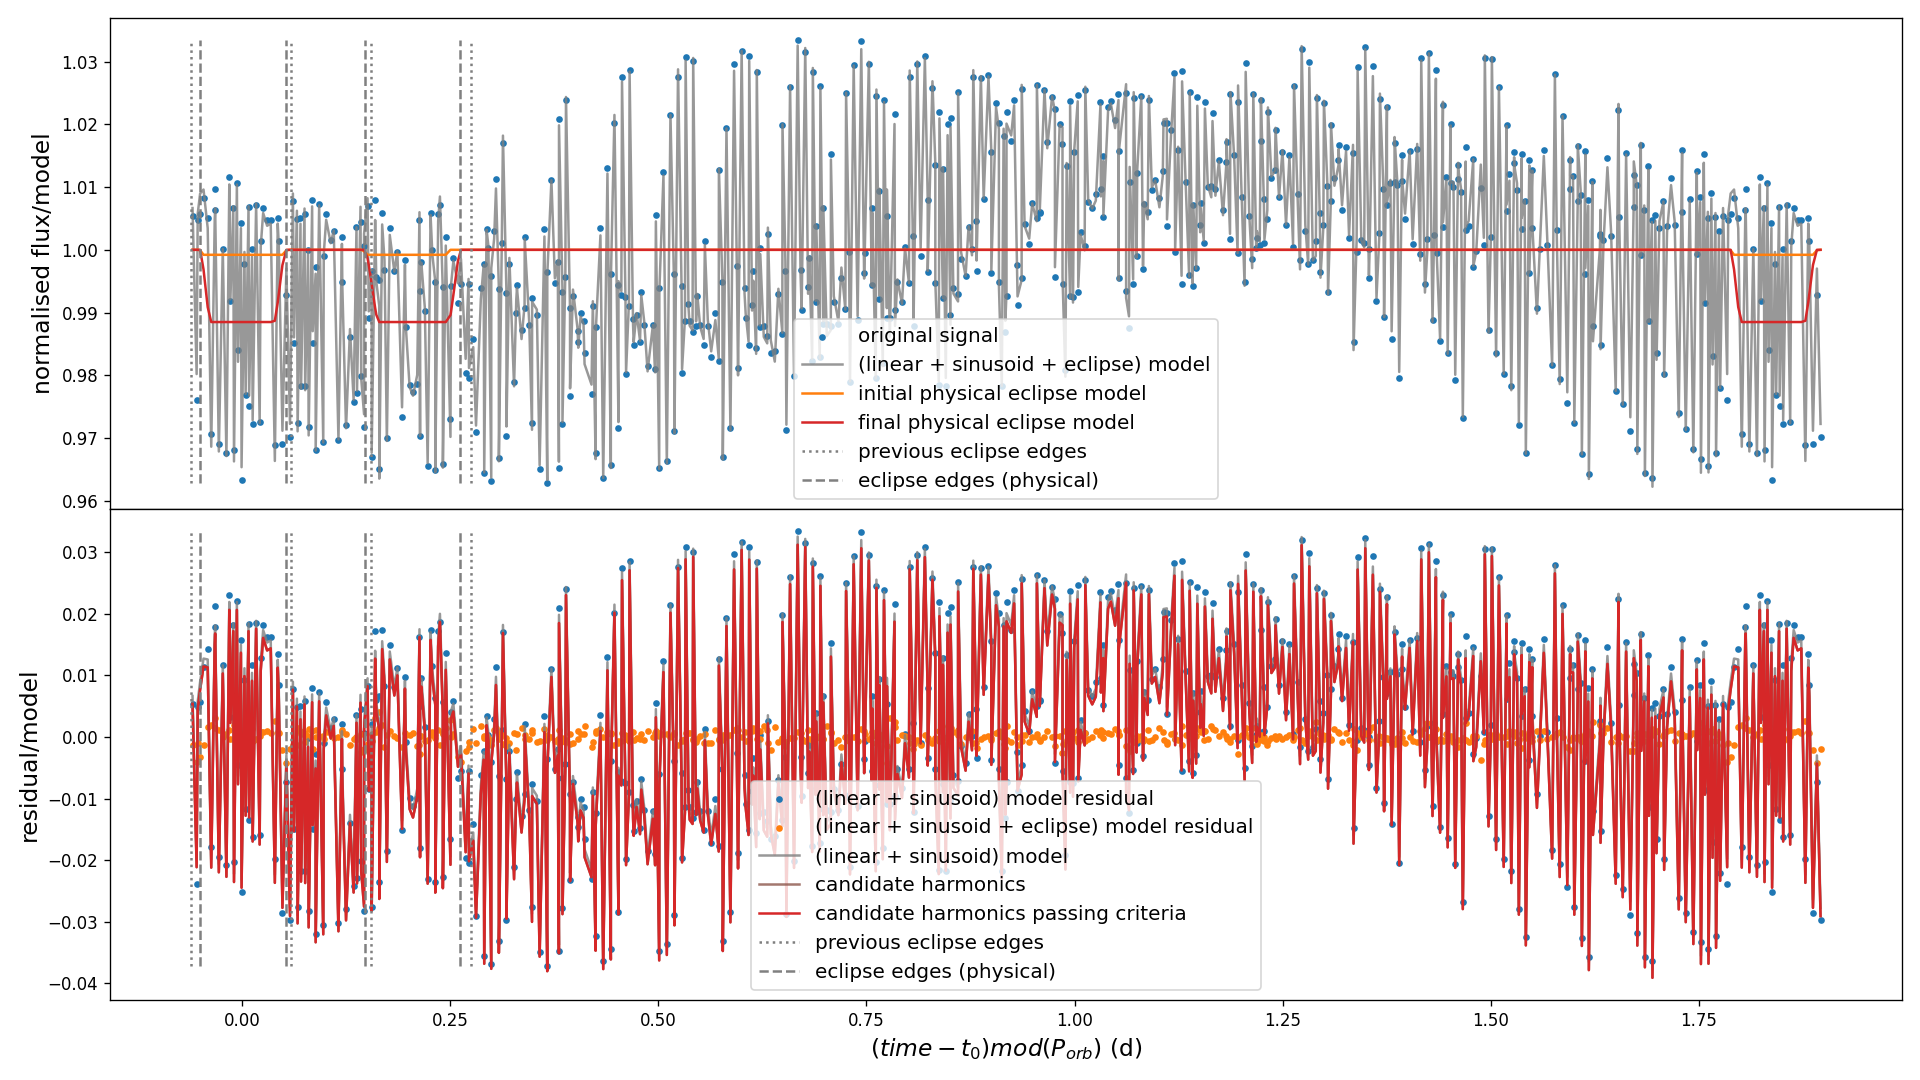 normalised flux/model
1.03
1.02
1.01
1.00
0.99
0.98
0.97
0.96
original signal
(linear + sinusoid + eclipse) model
initial physical eclipse model
final physical eclipse model
previous eclipse edges
eclipse edges (physical)
residual/model
0.03
0.02
0.01
0.00
−0.01
−0.02
−0.03
−0.04
(linear + sinusoid) model residual
(linear + sinusoid + eclipse) model residual
(linear + sinusoid) model
candidate harmonics
candidate harmonics passing criteria
previous eclipse edges
eclipse edges (physical)
0.00 0.25 0.50 0.75 1.00 1.25 1.50 1.75
(time − t₀)mod(P_orb) (d)